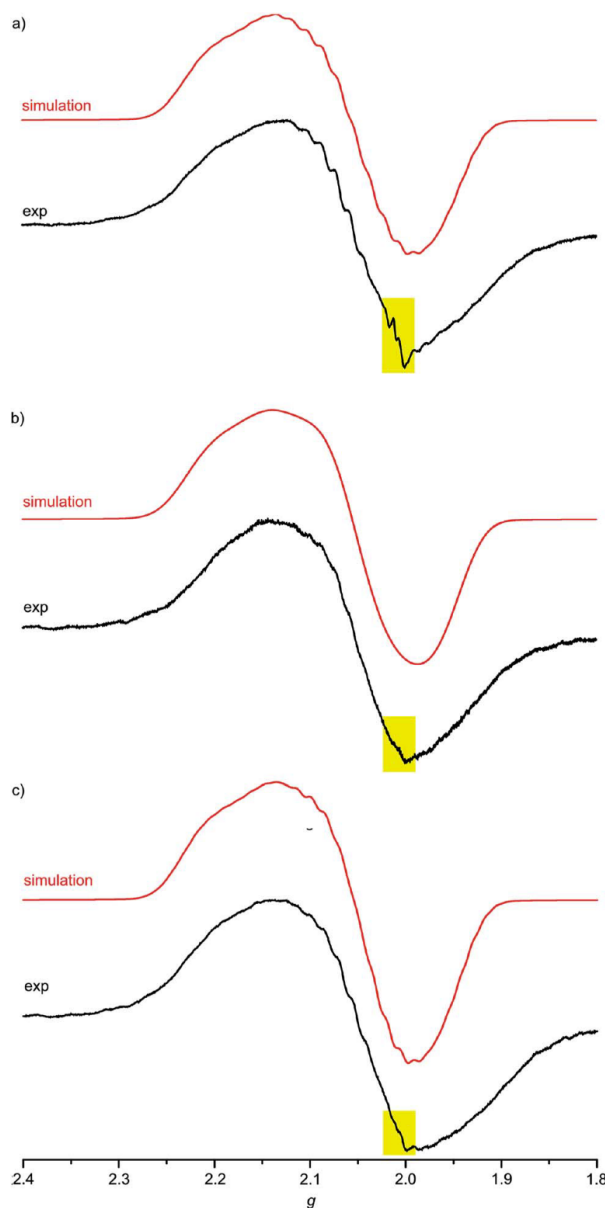 a)
simulation
exp
b)
simulation
exp
c)
simulation
exp
2.4 2.3 2.2 2.1 2.0 1.9 1.8
g